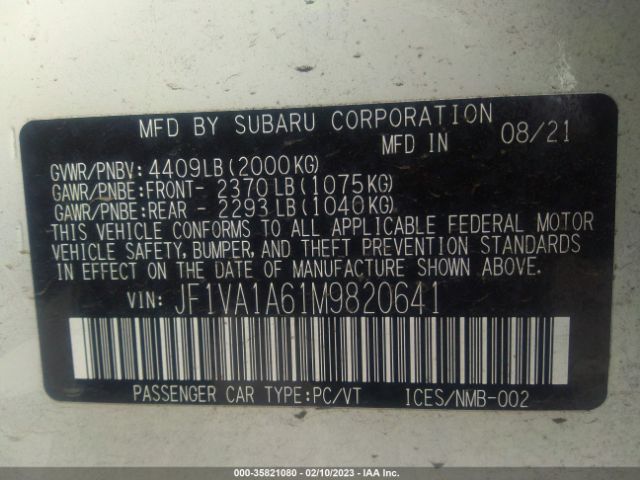 MFD BY SUBARU CORPORATION
MFD IN 08/21
GVWR/PNBV: 4409LB(2000KG)
GAWR/PNBE:FRONT- 2370LB(1075KG)
GAWR/PNBE:REAR - 2293LB(1040KG)
THIS VEHICLE CONFORMS TO ALL APPLICABLE FEDERAL MOTOR
VEHICLE SAFETY, BUMPER, AND THEFT PREVENTION STANDARDS
IN EFFECT ON THE DATE OF MANUFACTURE SHOWN ABOVE.
VIN: JF1VA1A61M9820641
PASSENGER CAR TYPE:PC/VT ICES/NMB-002
000-35821080 - 02/10/2023 - IAA Inc.